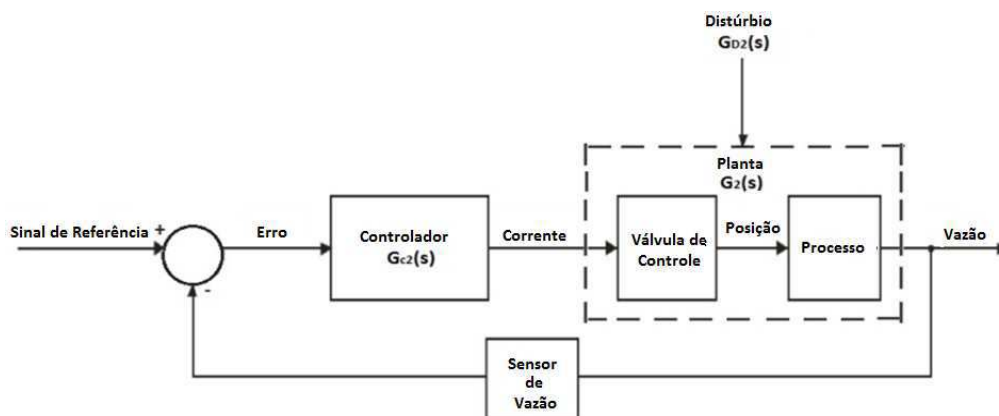 Distúrbio
GD2(s)
Planta
G2(s)
Sinal de Referência
+
Erro
Controlador
Gc2(s)
Corrente
Válvula de
Controle
Posição
Processo
Vazão
-
Sensor
de
Vazão